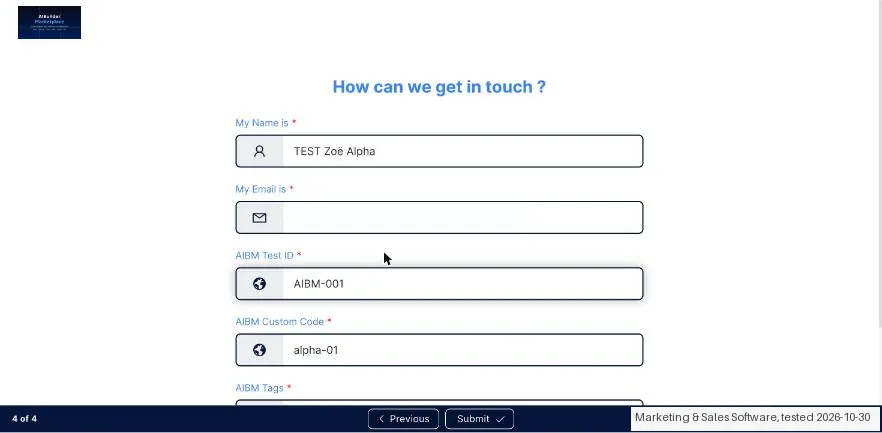 AIBuilder
Marketplace
How can we get in touch ?
My Name is *
TEST Zoë Alpha
My Email is *
AIBM Test ID *
AIBM-001
AIBM Custom Code *
alpha-01
AIBM Tags *
4 of 4
Previous
Submit
Marketing & Sales Software, tested 2026-10-30